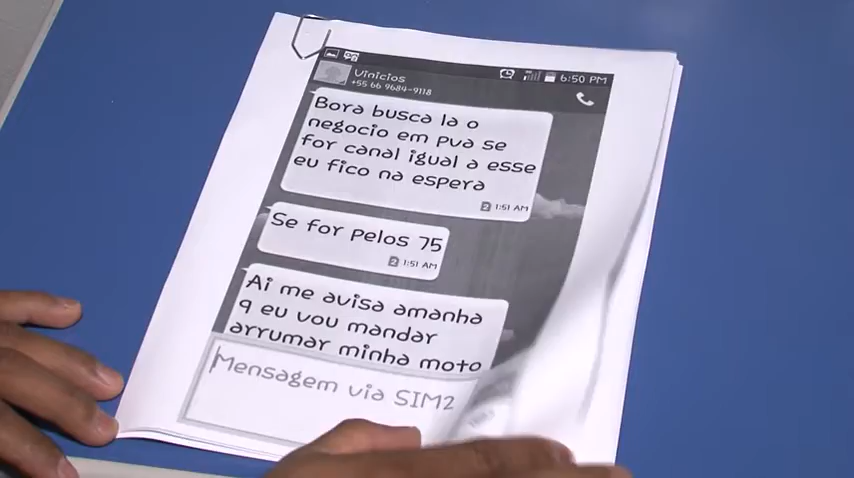 6:50 PM
Vinicios
+55 66 9684-9118
Bora busca la o
negocio em pva se
for canal igual a esse
eu fico na espera
2 1:51 AM
Se for pelos 75
2 1:51 AM
Ai me avisa amanha
q eu vou mandar
arrumar minha moto
Mensagem via SIM2